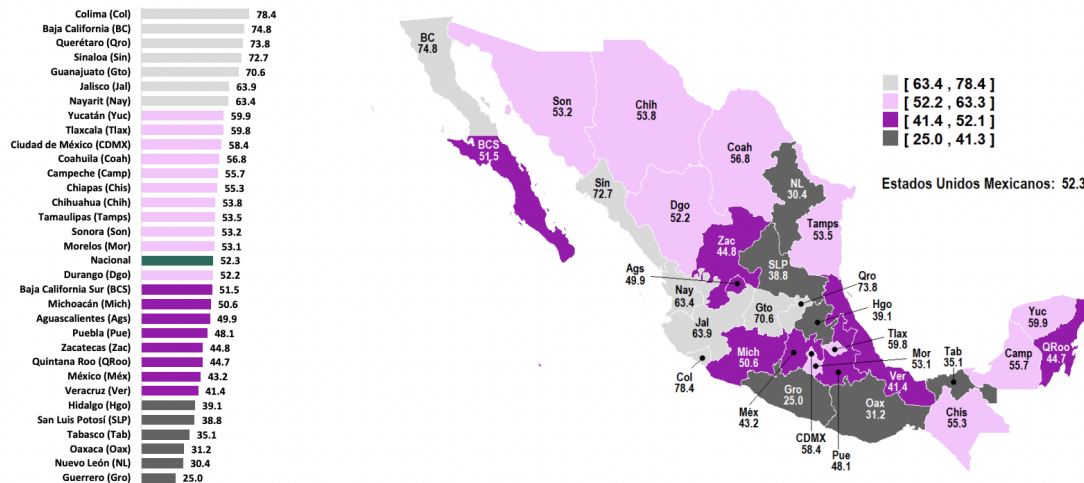 Colima (Col) 78.4
Baja California (BC) 74.8
Querétaro (Qro) 73.8
Sinaloa (Sin) 72.7
Guanajuato (Gto) 70.6
Jalisco (Jal) 63.9
Nayarit (Nay) 63.4
Yucatán (Yuc) 59.9
Tlaxcala (Tlax) 59.8
Ciudad de México (CDMX) 58.4
Coahuila (Coah) 56.8
Campeche (Camp) 55.7
Chiapas (Chis) 55.3
Chihuahua (Chih) 53.8
Tamaulipas (Tamps) 53.5
Sonora (Son) 53.2
Morelos (Mor) 53.1
Nacional 52.3
Durango (Dgo) 52.2
Baja California Sur (BCS) 51.5
Michoacán (Mich) 50.6
Aguascalientes (Ags) 49.9
Puebla (Pue) 48.1
Zacatecas (Zac) 44.8
Quintana Roo (QRoo) 44.7
México (Méx) 43.2
Veracruz (Ver) 41.4
Hidalgo (Hgo) 39.1
San Luis Potosí (SLP) 38.8
Tabasco (Tab) 35.1
Oaxaca (Oax) 31.2
Nuevo León (NL) 30.4
Guerrero (Gro) 25.0
BC
74.8
Son
53.2
Chih
53.8
BCS
51.5
Coah
56.8
Sin
72.7
NL
30.4
Dgo
52.2
Tamps
53.5
Zac
44.8
SLP
38.8
Ags
49.9
Qro
73.8
Nay
63.4
Gto
70.6
Hgo
39.1
Jal
63.9
Tlax
59.8
Mich
50.6
Mor
53.1
Tab
35.1
Yuc
59.9
Camp
55.7
QRoo
44.7
Col
78.4
Ver
41.4
Gro
25.0
Oax
31.2
Chis
55.3
Méx
43.2
CDMX
58.4
Pue
48.1
[ 63.4 , 78.4 ]
[ 52.2 , 63.3 ]
[ 41.4 , 52.1 ]
[ 25.0 , 41.3 ]
Estados Unidos Mexicanos: 52.3